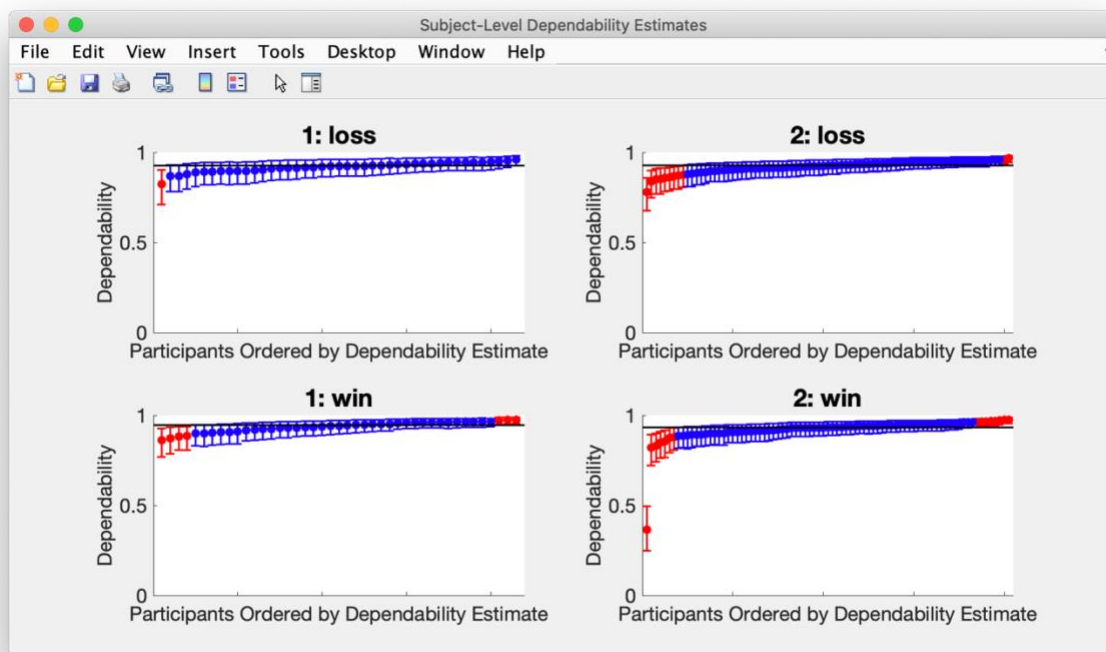 Subject-Level Dependability Estimates
File Edit View Insert Tools Desktop Window Help
1: loss
1
0.5
0
Dependability
Participants Ordered by Dependability Estimate
2: loss
1
0.5
0
Dependability
Participants Ordered by Dependability Estimate
1: win
1
0.5
0
Dependability
Participants Ordered by Dependability Estimate
2: win
1
0.5
0
Dependability
Participants Ordered by Dependability Estimate